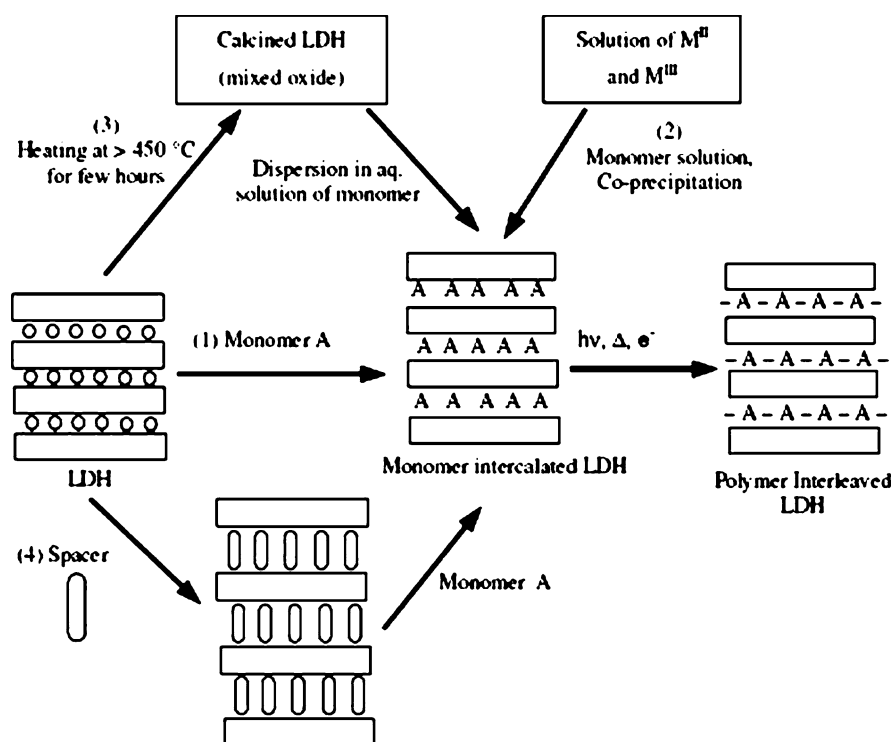 Calcined LDH
(mixed oxide)
Solution of M^II
and M^III
(3)
Heating at > 450 °C
for few hours
Dispersion in aq.
solution of monomer
(2)
Monomer solution,
Co-precipitation
(1) Monomer A
A A A A A
A A A A A
A A A A A
hν, Δ, e⁻
- A - A - A - A -
- A - A - A - A -
- A - A - A - A -
LDH
Monomer intercalated LDH
Polymer Interleaved
LDH
(4) Spacer
Monomer A